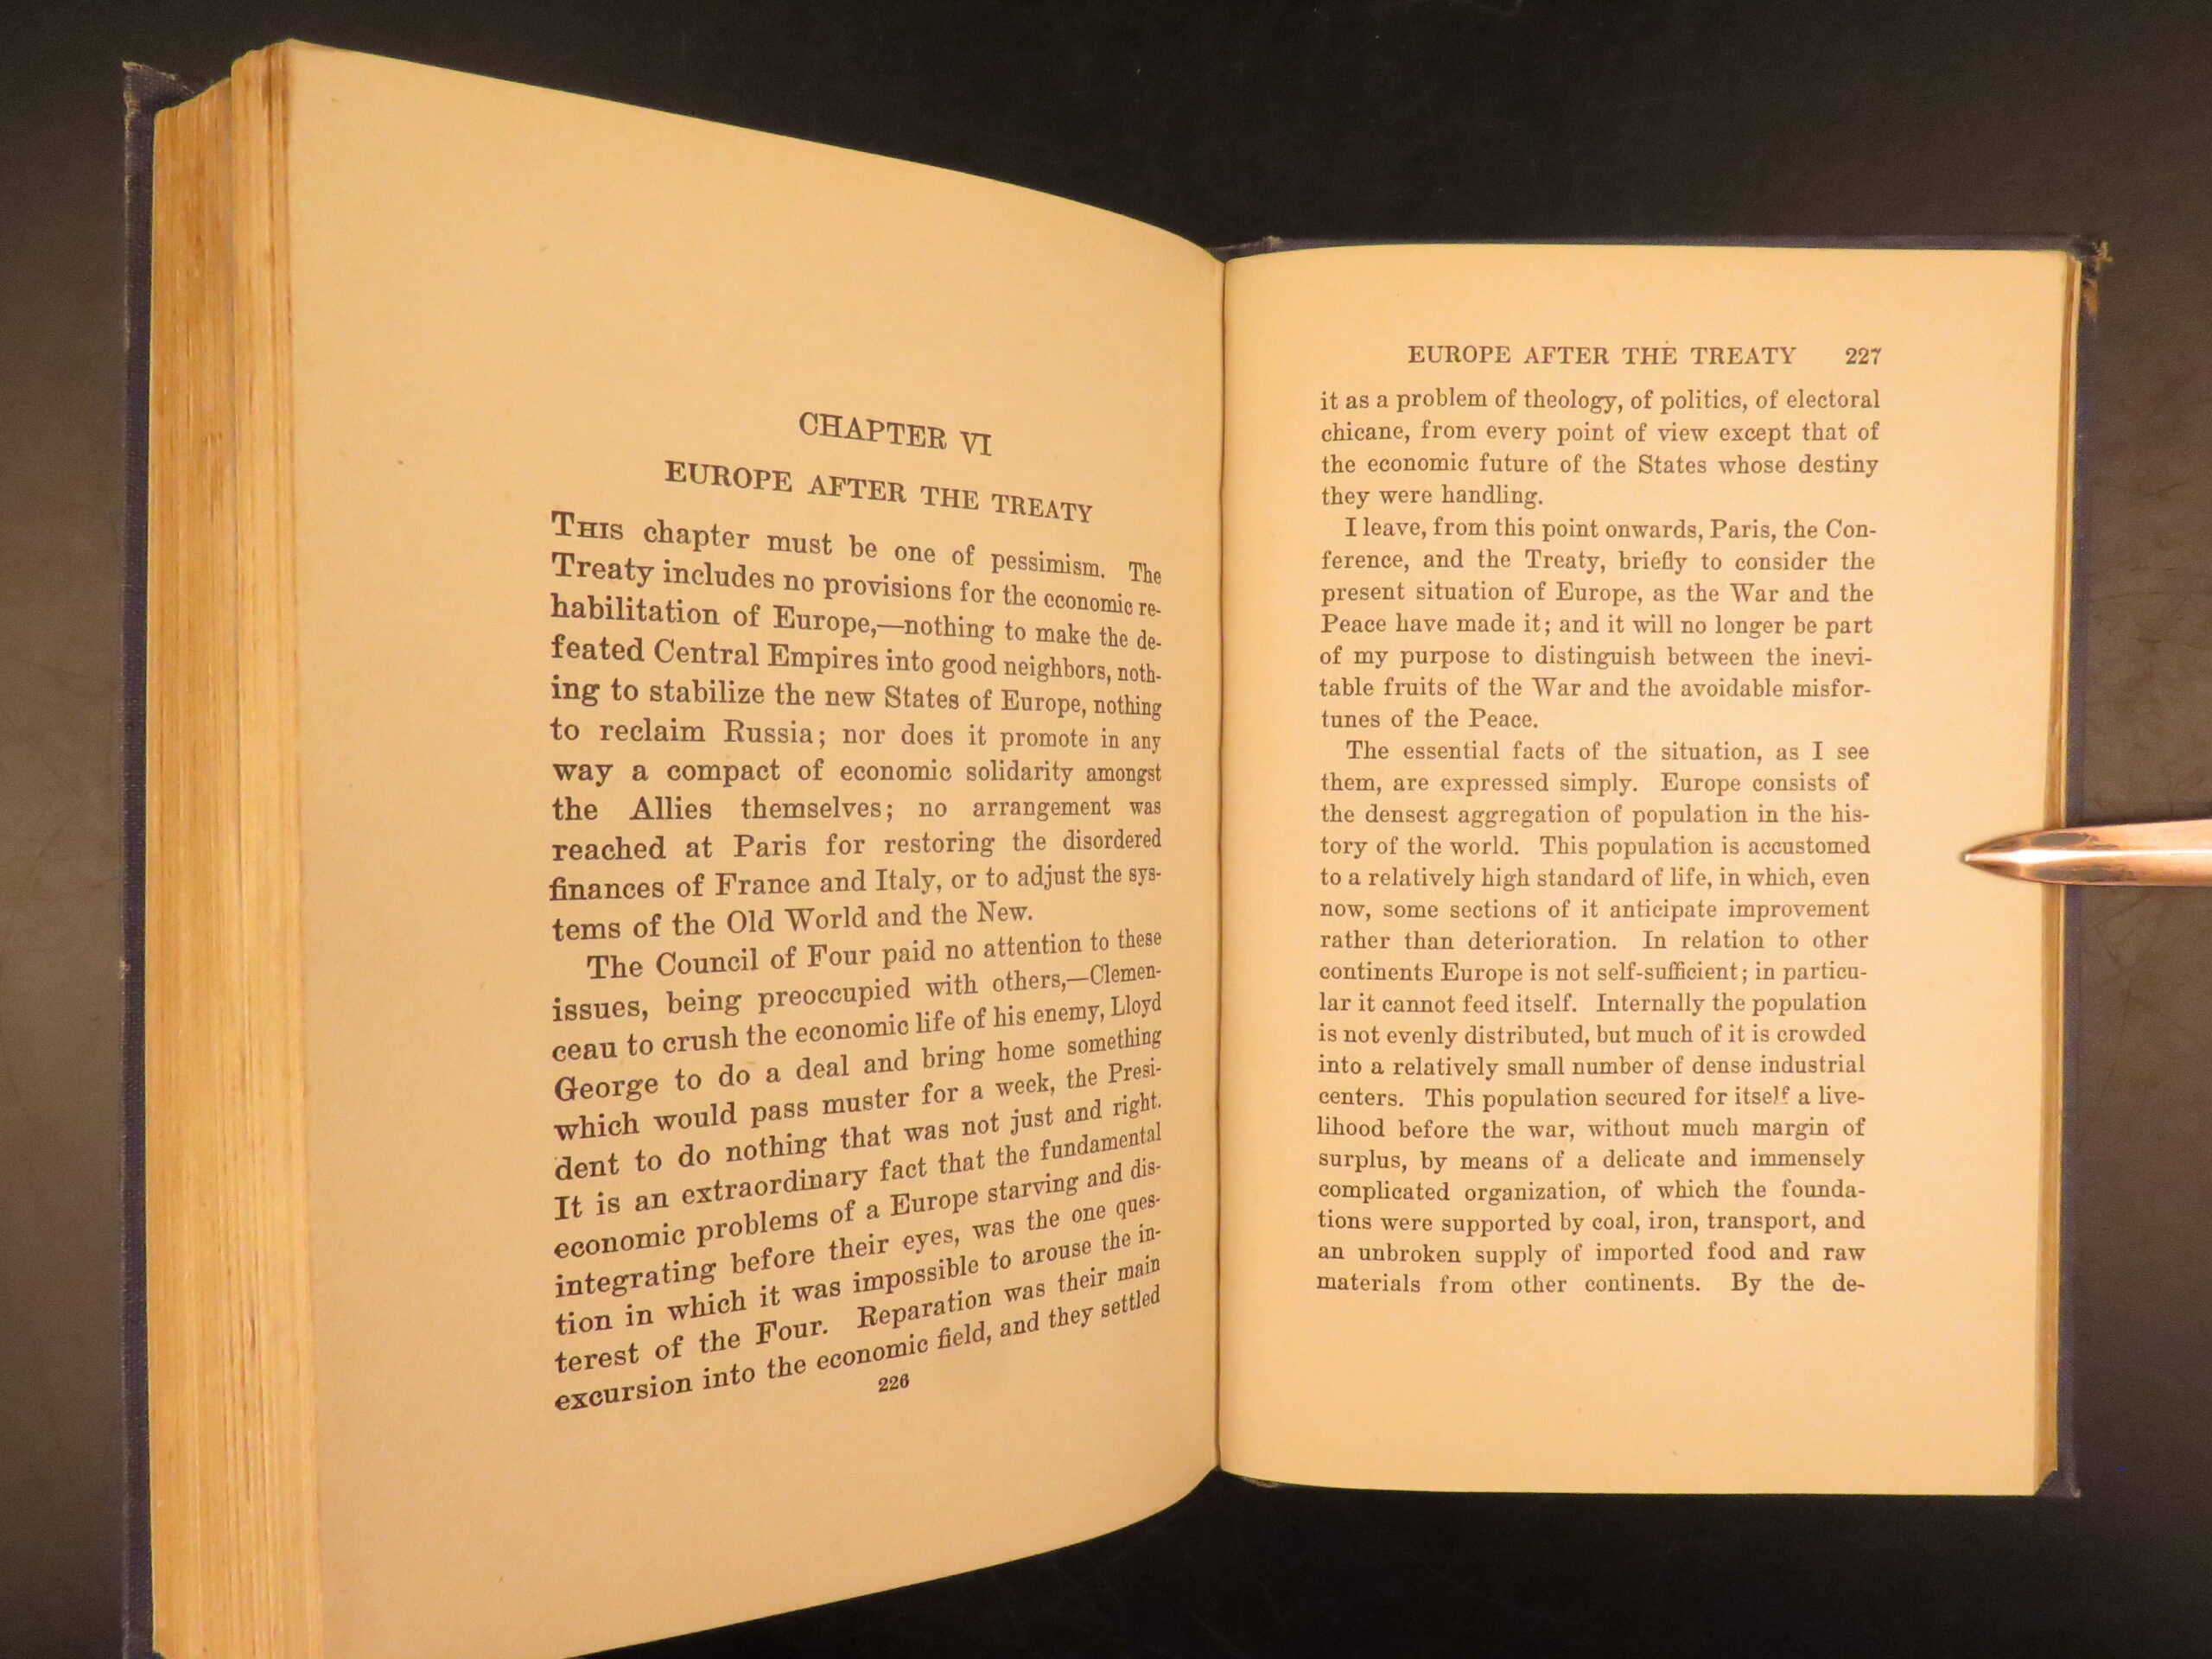 CHAPTER VI
EUROPE AFTER THE TREATY
THIS chapter must be one of pessimism. The
Treaty includes no provisions for the economic re-
habilitation of Europe,—nothing to make the de-
feated Central Empires into good neighbors, noth-
ing to stabilize the new States of Europe, nothing
to reclaim Russia; nor does it promote in any
way a compact of economic solidarity amongst
the Allies themselves; no arrangement was
reached at Paris for restoring the disordered
finances of France and Italy, or to adjust the sys-
tems of the Old World and the New.
The Council of Four paid no attention to these
issues, being preoccupied with others,—Clemen-
ceau to crush the economic life of his enemy, Lloyd
George to do a deal and bring home something
which would pass muster for a week, the Presi-
dent to do nothing that was not just and right.
It is an extraordinary fact that the fundamental
economic problems of a Europe starving and dis-
integrating before their eyes, was the one ques-
tion in which it was impossible to arouse the in-
terest of the Four. Reparation was their main
excursion into the economic field, and they settled
226
EUROPE AFTER THE TREATY 227
it as a problem of theology, of politics, of electoral
chicane, from every point of view except that of
the economic future of the States whose destiny
they were handling.
I leave, from this point onwards, Paris, the Con-
ference, and the Treaty, briefly to consider the
present situation of Europe, as the War and the
Peace have made it; and it will no longer be part
of my purpose to distinguish between the inevi-
table fruits of the War and the avoidable misfor-
tunes of the Peace.
The essential facts of the situation, as I see
them, are expressed simply. Europe consists of
the densest aggregation of population in the his-
tory of the world. This population is accustomed
to a relatively high standard of life, in which, even
now, some sections of it anticipate improvement
rather than deterioration. In relation to other
continents Europe is not self-sufficient; in particu-
lar it cannot feed itself. Internally the population
is not evenly distributed, but much of it is crowded
into a relatively small number of dense industrial
centers. This population secured for itself a live-
lihood before the war, without much margin of
surplus, by means of a delicate and immensely
complicated organization, of which the founda-
tions were supported by coal, iron, transport, and
an unbroken supply of imported food and raw
materials from other continents. By the de-